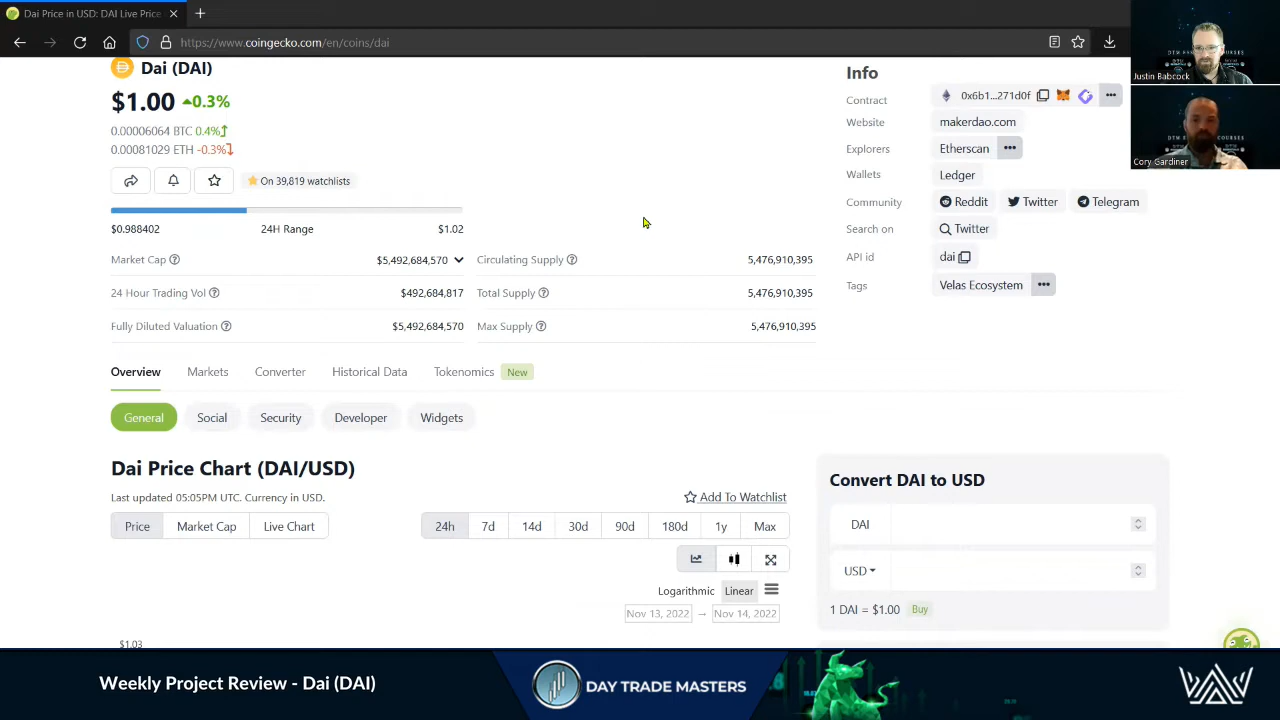 Dai Price in USD: DAI Live Price
https://www.coingecko.com/en/coins/dai
Dai (DAI)
$1.00 0.3%
0.00006064 BTC 0.4%
0.00081029 ETH -0.3%
On 39,819 watchlists
$0.988402 24H Range $1.02
Market Cap $5,492,684,570
24 Hour Trading Vol $492,684,817
Fully Diluted Valuation $5,492,684,570
Circulating Supply 5,476,910,395
Total Supply 5,476,910,395
Max Supply 5,476,910,395
Info
Contract 0x6b1...271d0f
Website makerdao.com
Explorers Etherscan
Wallets Ledger
Community Reddit Twitter Telegram
Search on Twitter
API id dai
Tags Velas Ecosystem
Justin Babcock
Cory Gardiner
Overview Markets Converter Historical Data Tokenomics New
General Social Security Developer Widgets
Dai Price Chart (DAI/USD)
Last updated 05:05PM UTC. Currency in USD.
Add To Watchlist
Price Market Cap Live Chart
24h 7d 14d 30d 90d 180d 1y Max
Logarithmic Linear
Nov 13, 2022 → Nov 14, 2022
$1.03
Convert DAI to USD
DAI
USD
1 DAI = $1.00 Buy
Weekly Project Review - Dai (DAI)
DAY TRADE MASTERS